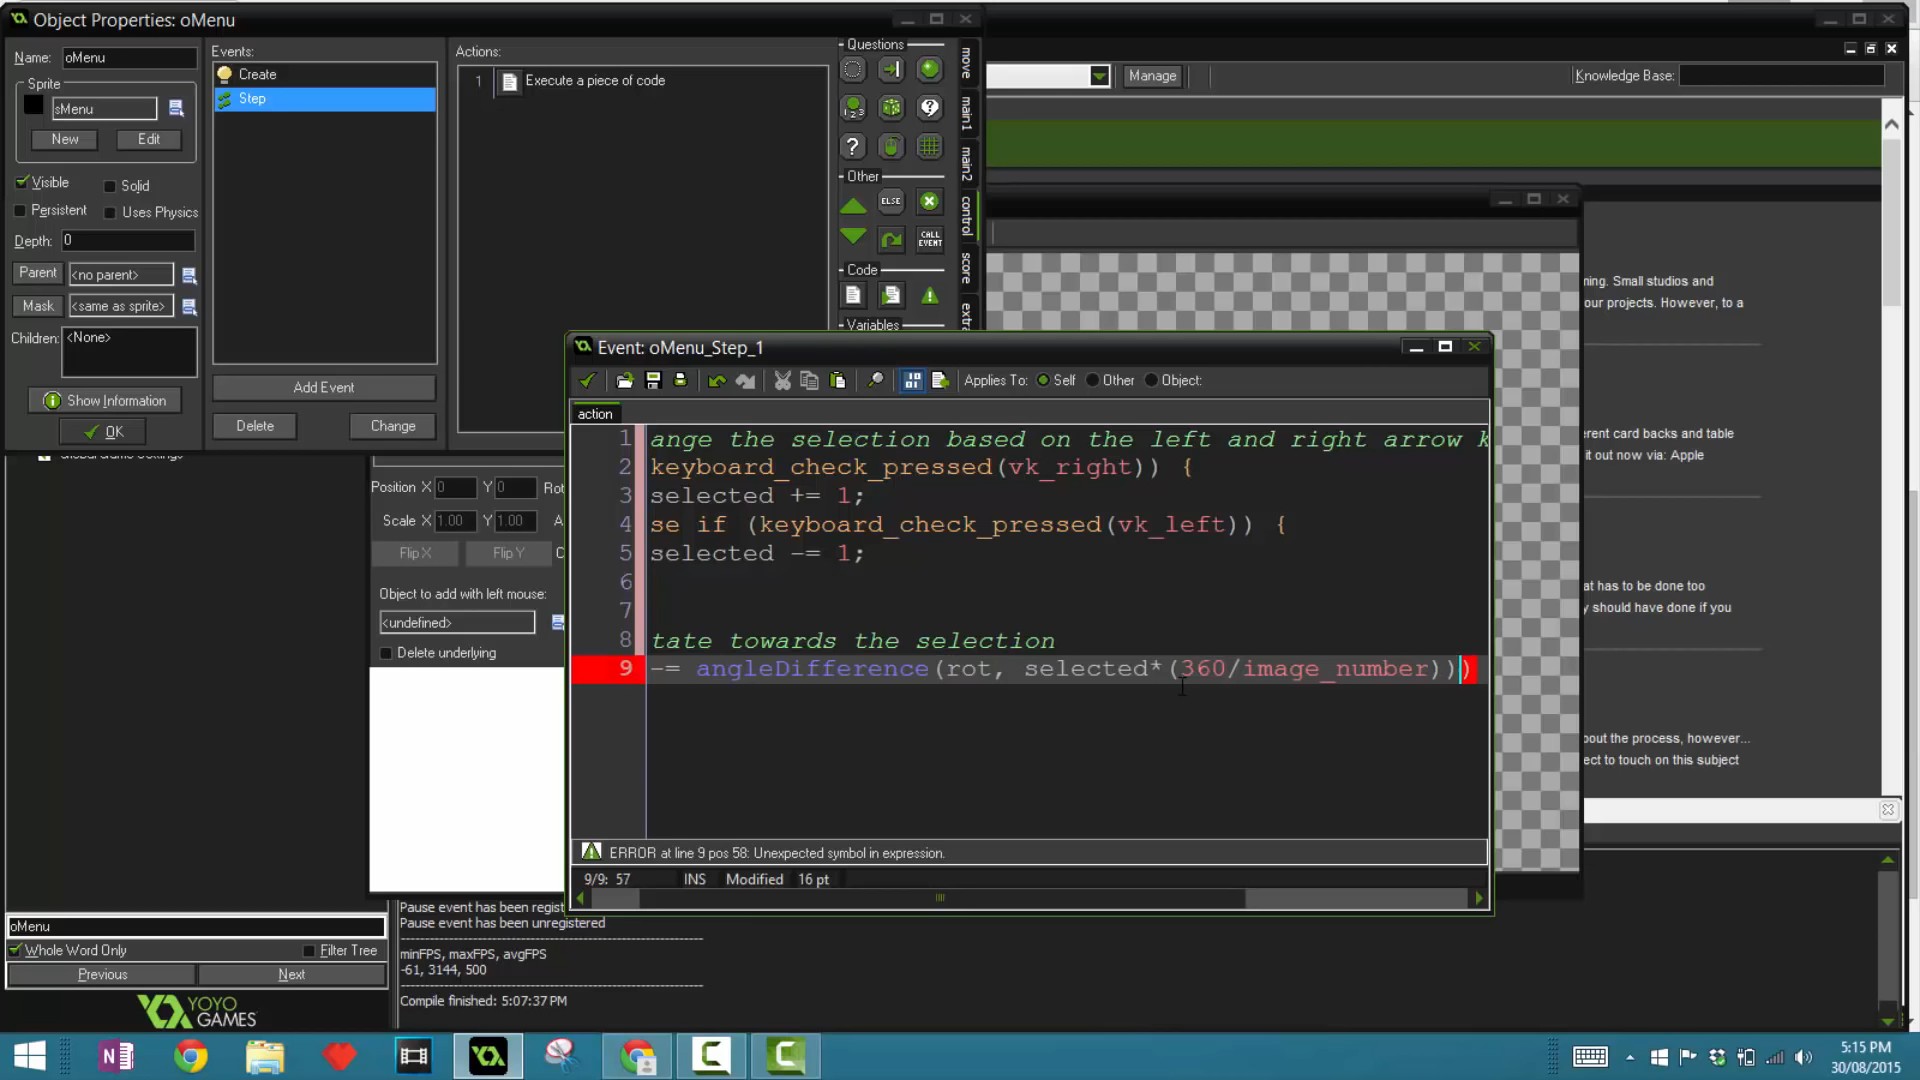 Object Properties: oMenu
Name: oMenu
Sprite
sMenu
New Edit
Visible Solid
Persistent Uses Physics
Depth: 0
Parent <no parent>
Mask <same as sprite>
Children: <None>
Show Information
OK
Events:
Create
Step
Add Event
Delete Change
Actions:
1 Execute a piece of code
Questions
Other
ELSE
CALL EVENT
Code
Variables
move
main1
main2
control
score
extra
Manage
Knowledge Base:
ming. Small studios and
our projects. However, to a
erent card backs and table
it out now via: Apple
at has to be done too
y should have done if you
bout the process, however...
ect to touch on this subject
Position X 0 Y 0
Scale X 1.00 Y 1.00
Flip X Flip Y
Object to add with left mouse:
<undefined>
Delete underlying
Event: oMenu_Step_1
Applies To: Self Other Object:
action
1 ange the selection based on the left and right arrow k
2 keyboard_check_pressed(vk_right)) {
3 selected += 1;
4 se if (keyboard_check_pressed(vk_left)) {
5 selected -= 1;
6
7
8 tate towards the selection
9 -= angleDifference(rot, selected*(360/image_number)))
ERROR at line 9 pos 58: Unexpected symbol in expression.
9/9: 57 INS Modified 16 pt
Pause event has been regist
Pause event has been unregistered
minFPS, maxFPS, avgFPS
-61, 3144, 500
Compile finished: 5:07:37 PM
oMenu
Whole Word Only Filter Tree
Previous Next
YOYO
GAMES
5:15 PM
30/08/2015